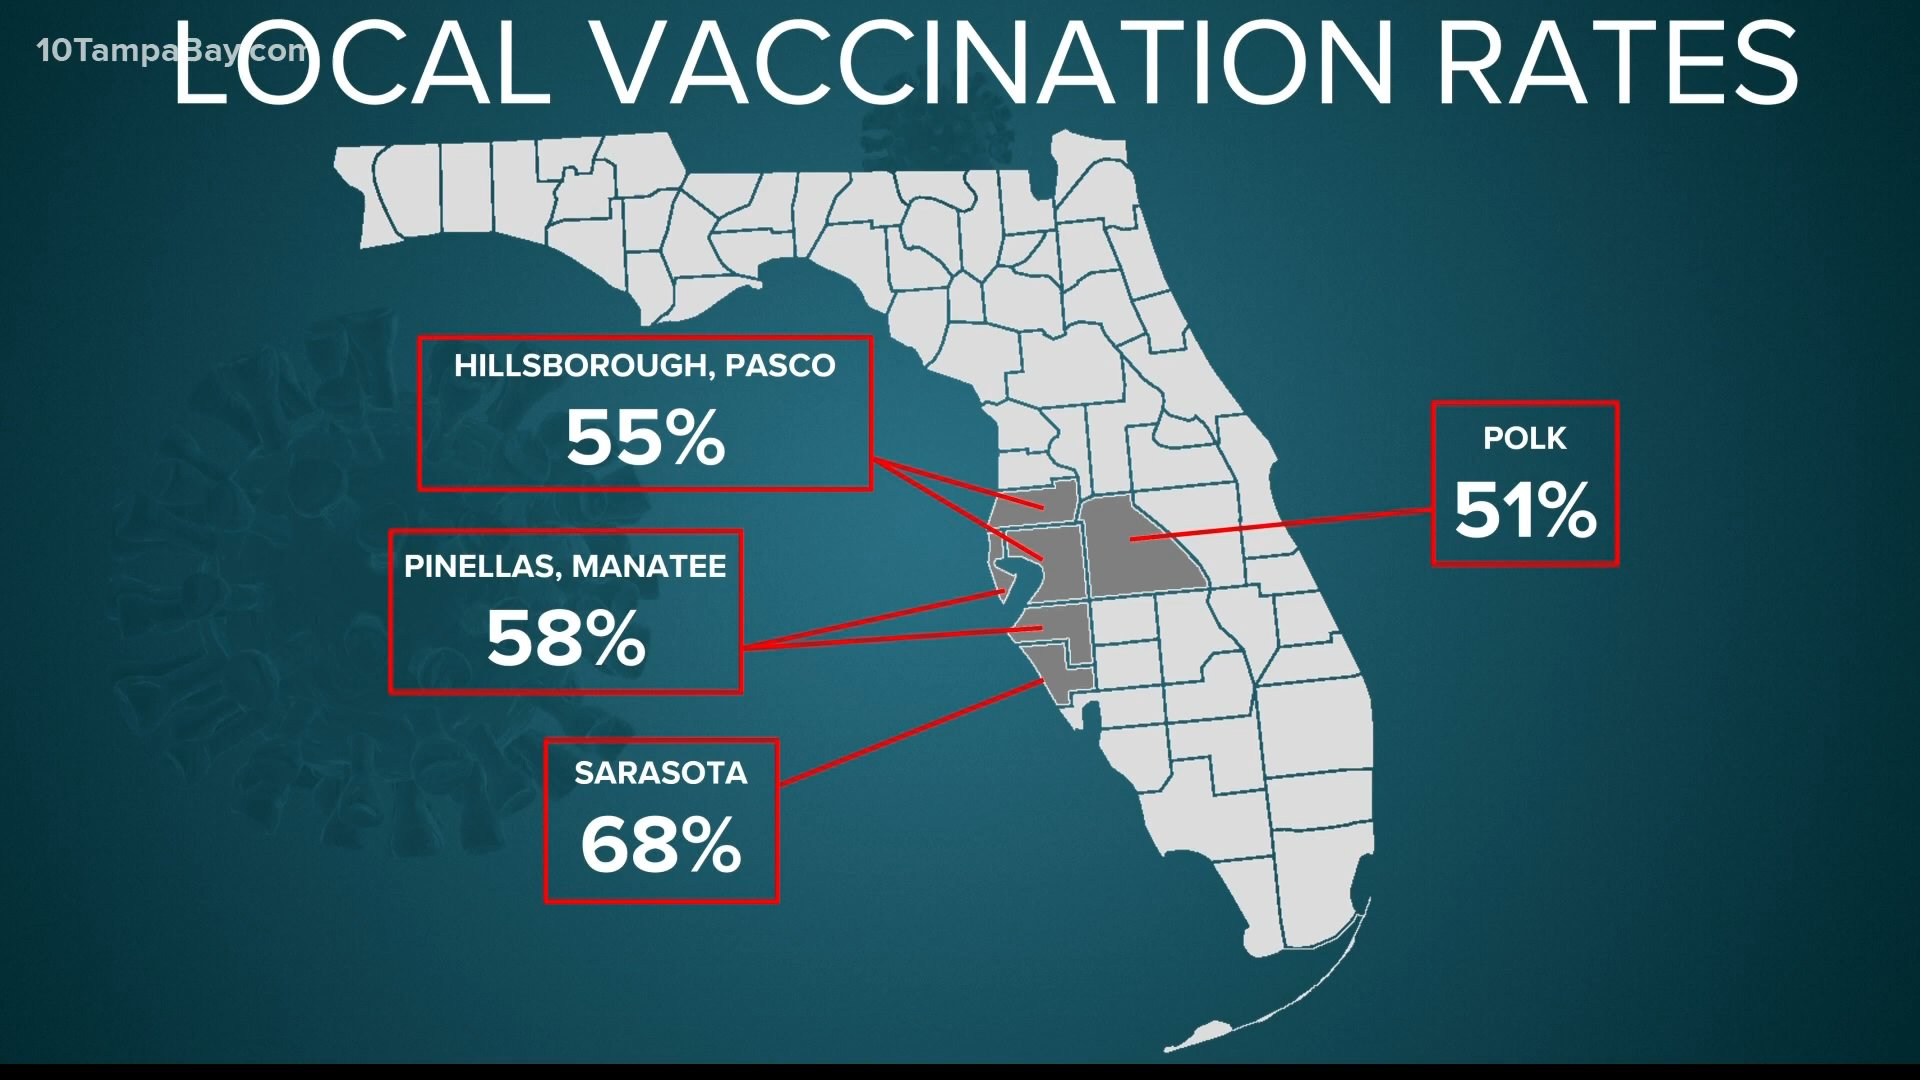 10TampaBay.com
LOCAL VACCINATION RATES
HILLSBOROUGH, PASCO
55%
POLK
51%
PINELLAS, MANATEE
58%
SARASOTA
68%